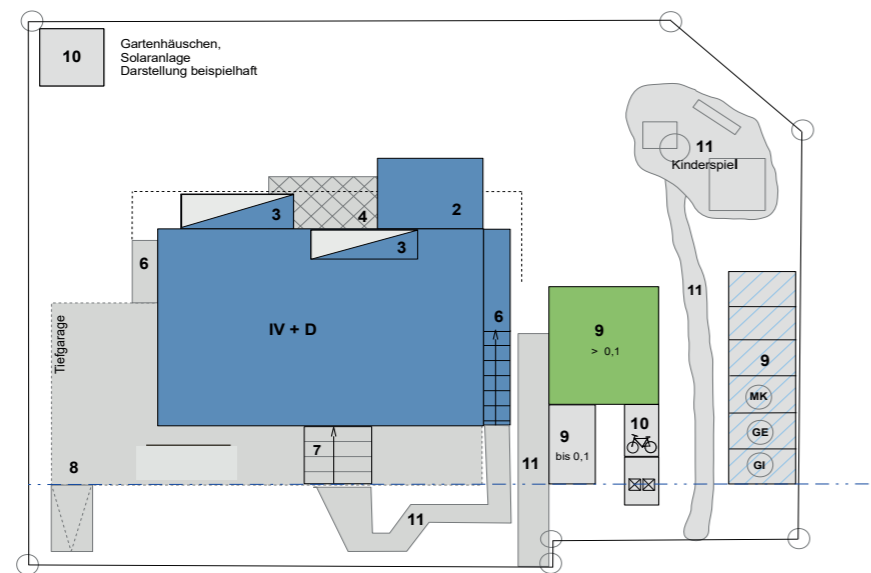 10
Gartenhäuschen,
Solaranlage
Darstellung beispielhaft
11
Kinderspiel
2
3
4
3
6
11
6
IV + D
9
> 0,1
9
Tiefgarage
MK
10
7
9
bis 0,1
GE
8
11
GI
11